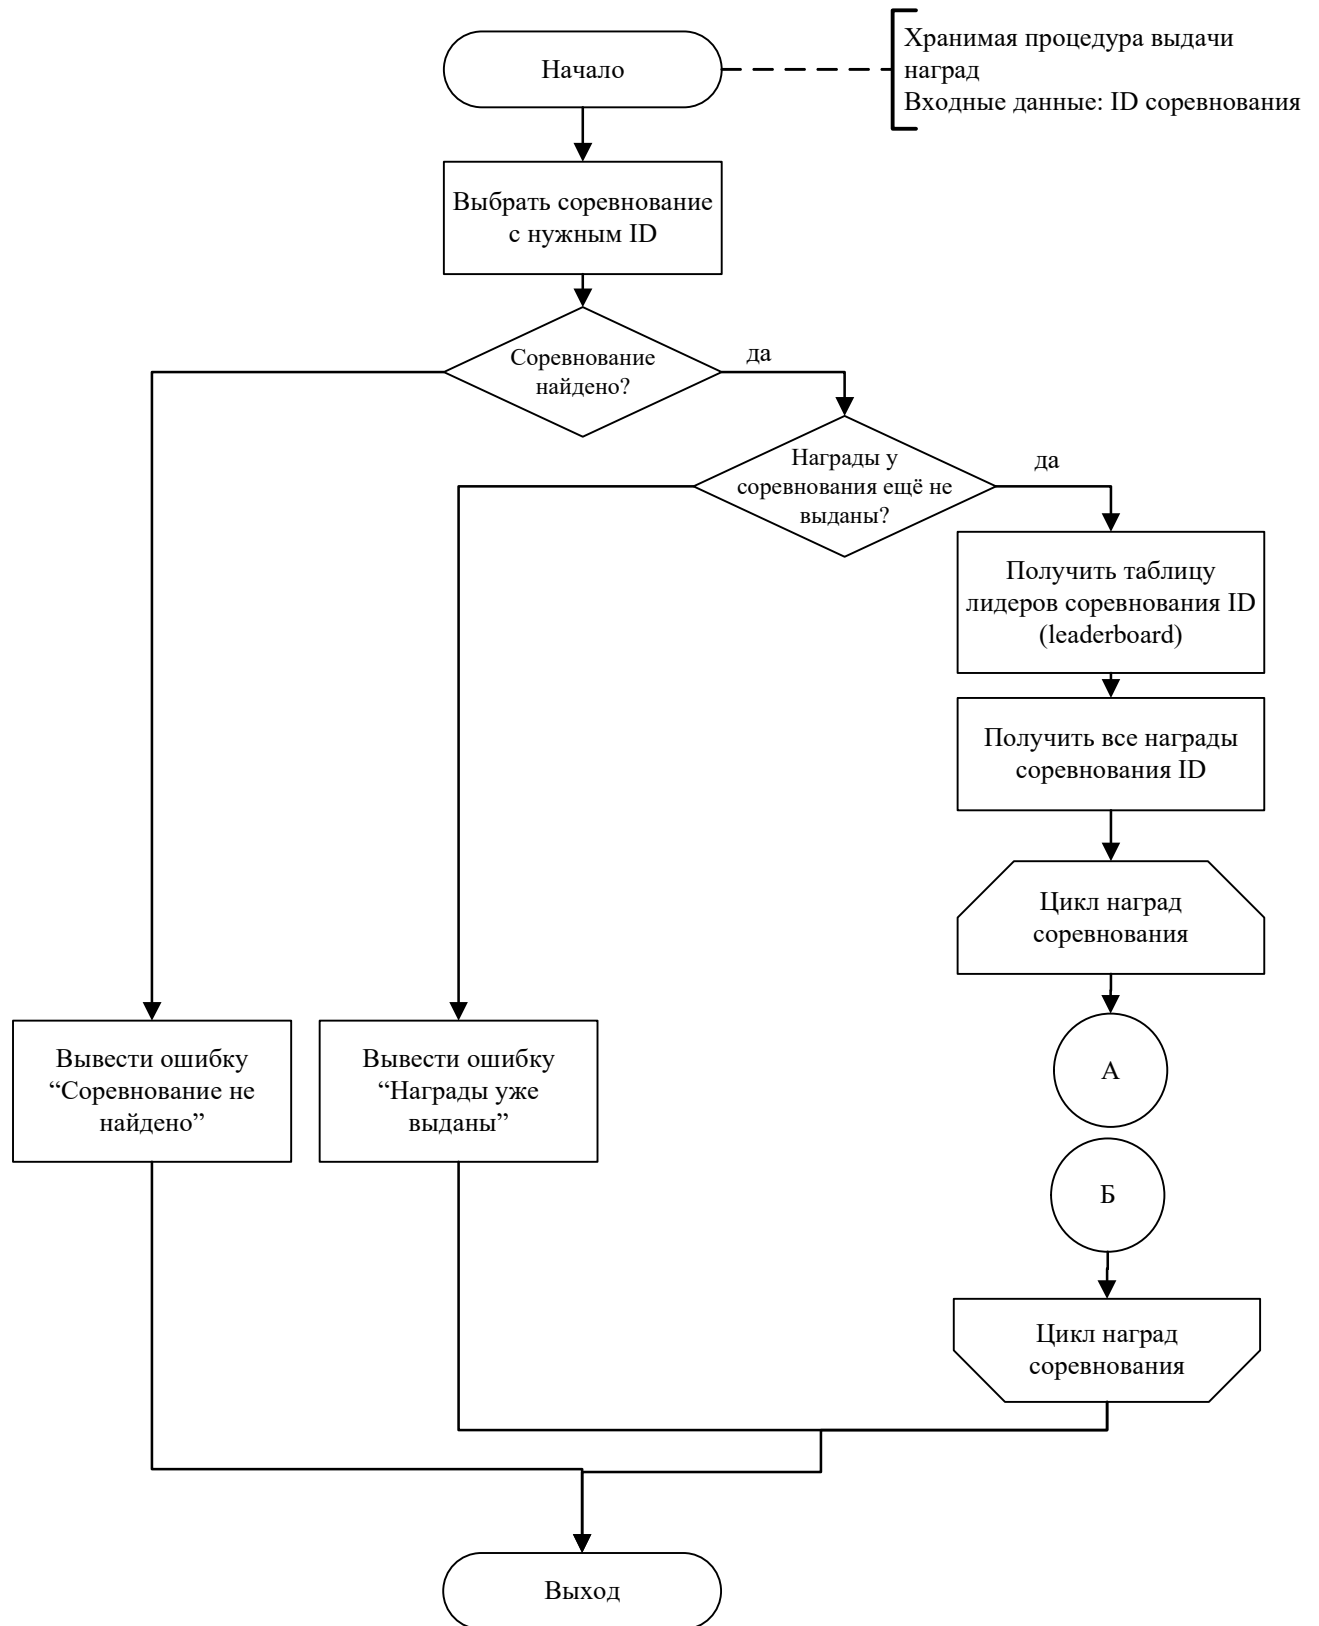 Начало
Хранимая процедура выдачи
наград
Входные данные: ID соревнования
Выбрать соревнование
с нужным ID
Соревнование
найдено?
да
Награды у
соревнования ещё не
выданы?
да
Получить таблицу
лидеров соревнования ID
(leaderboard)
Получить все награды
соревнования ID
Цикл наград
соревнования
Вывести ошибку
“Соревнование не
найдено”
Вывести ошибку
“Награды уже
выданы”
А
Б
Цикл наград
соревнования
Выход